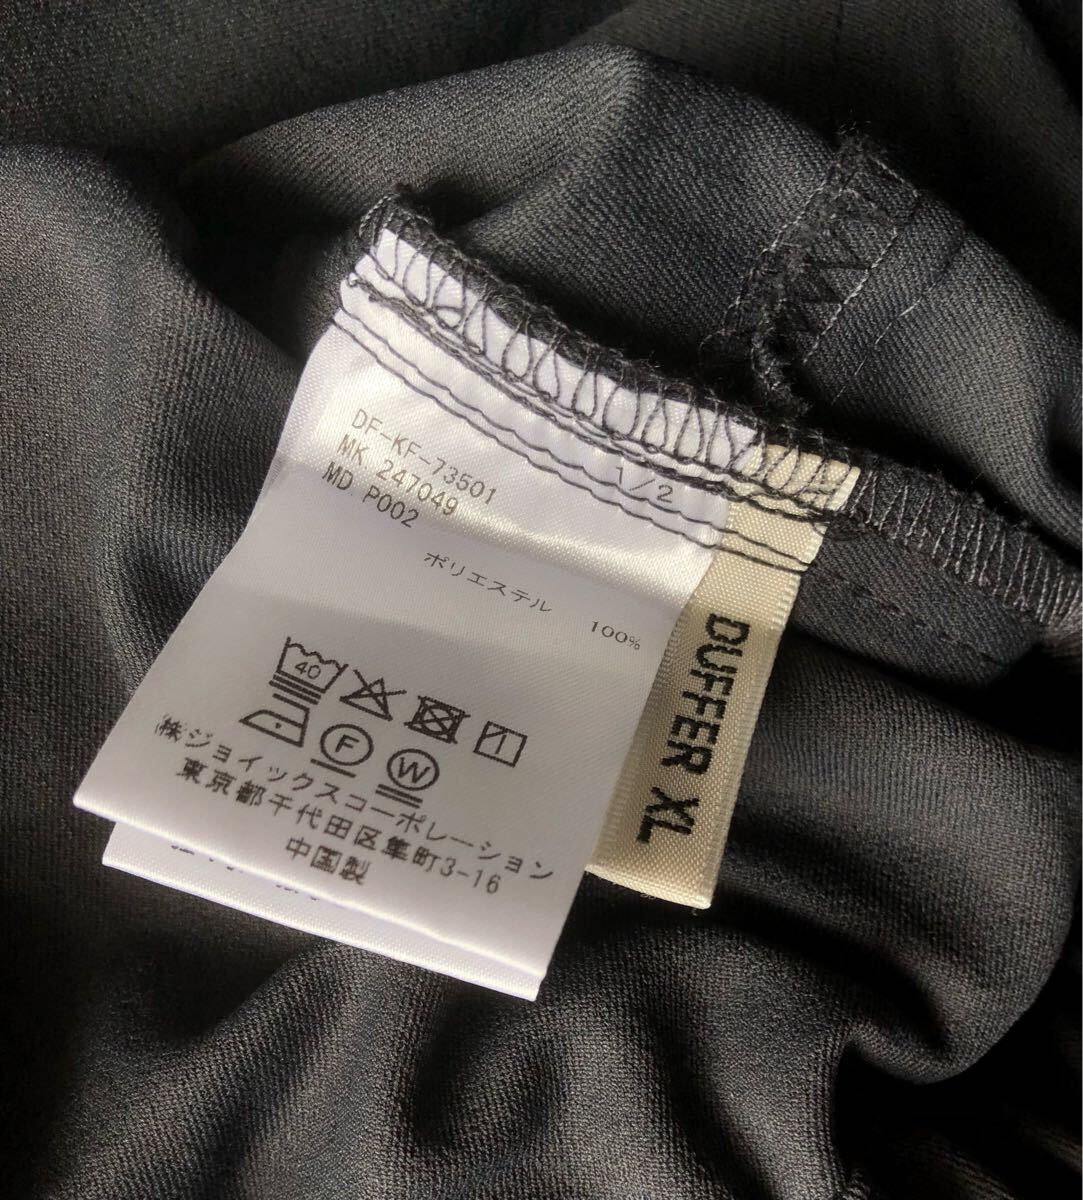 DF-KF-73501
MK 247049
MD P002
1/2
ポリエステル 100%
40
F W
㈱ジョイックスコーポレーション
東京都千代田区隼町3-16
中国製
DUFFER XL